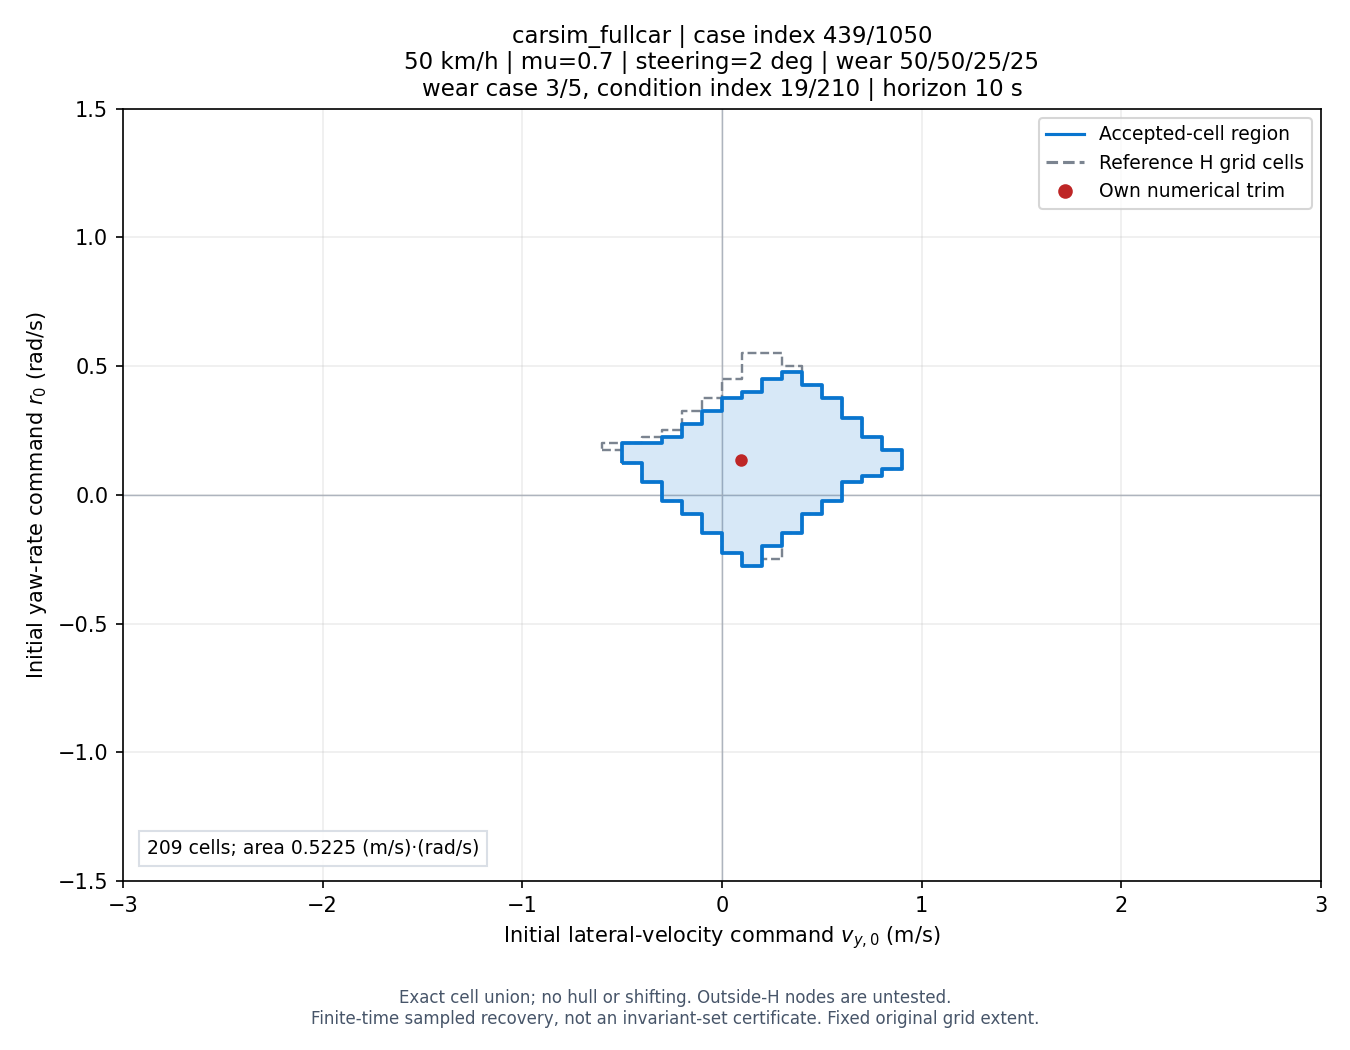 carsim_fullcar | case index 439/1050
50 km/h | mu=0.7 | steering=2 deg | wear 50/50/25/25
wear case 3/5, condition index 19/210 | horizon 10 s
Accepted-cell region
Reference H grid cells
Own numerical trim
Initial yaw-rate command r₀ (rad/s)
1.5
1.0
0.5
0.0
−0.5
−1.0
−1.5
209 cells; area 0.5225 (m/s)·(rad/s)
−3
−2
−1
0
1
2
3
Initial lateral-velocity command v_{y,0} (m/s)
Exact cell union; no hull or shifting. Outside-H nodes are untested.
Finite-time sampled recovery, not an invariant-set certificate. Fixed original grid extent.